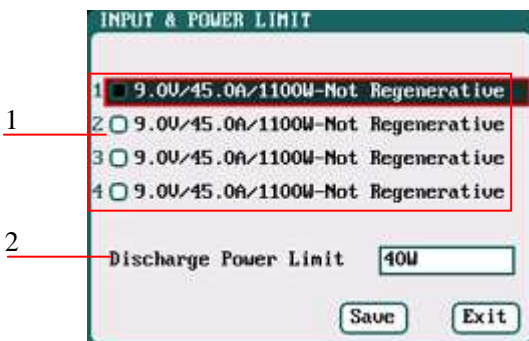 INPUT & POWER LIMIT
1 9.0V/45.0A/1100W-Not Regenerative
1
2 9.0V/45.0A/1100W-Not Regenerative
3 9.0V/45.0A/1100W-Not Regenerative
4 9.0V/45.0A/1100W-Not Regenerative
2
Discharge Power Limit 40W
Save Exit